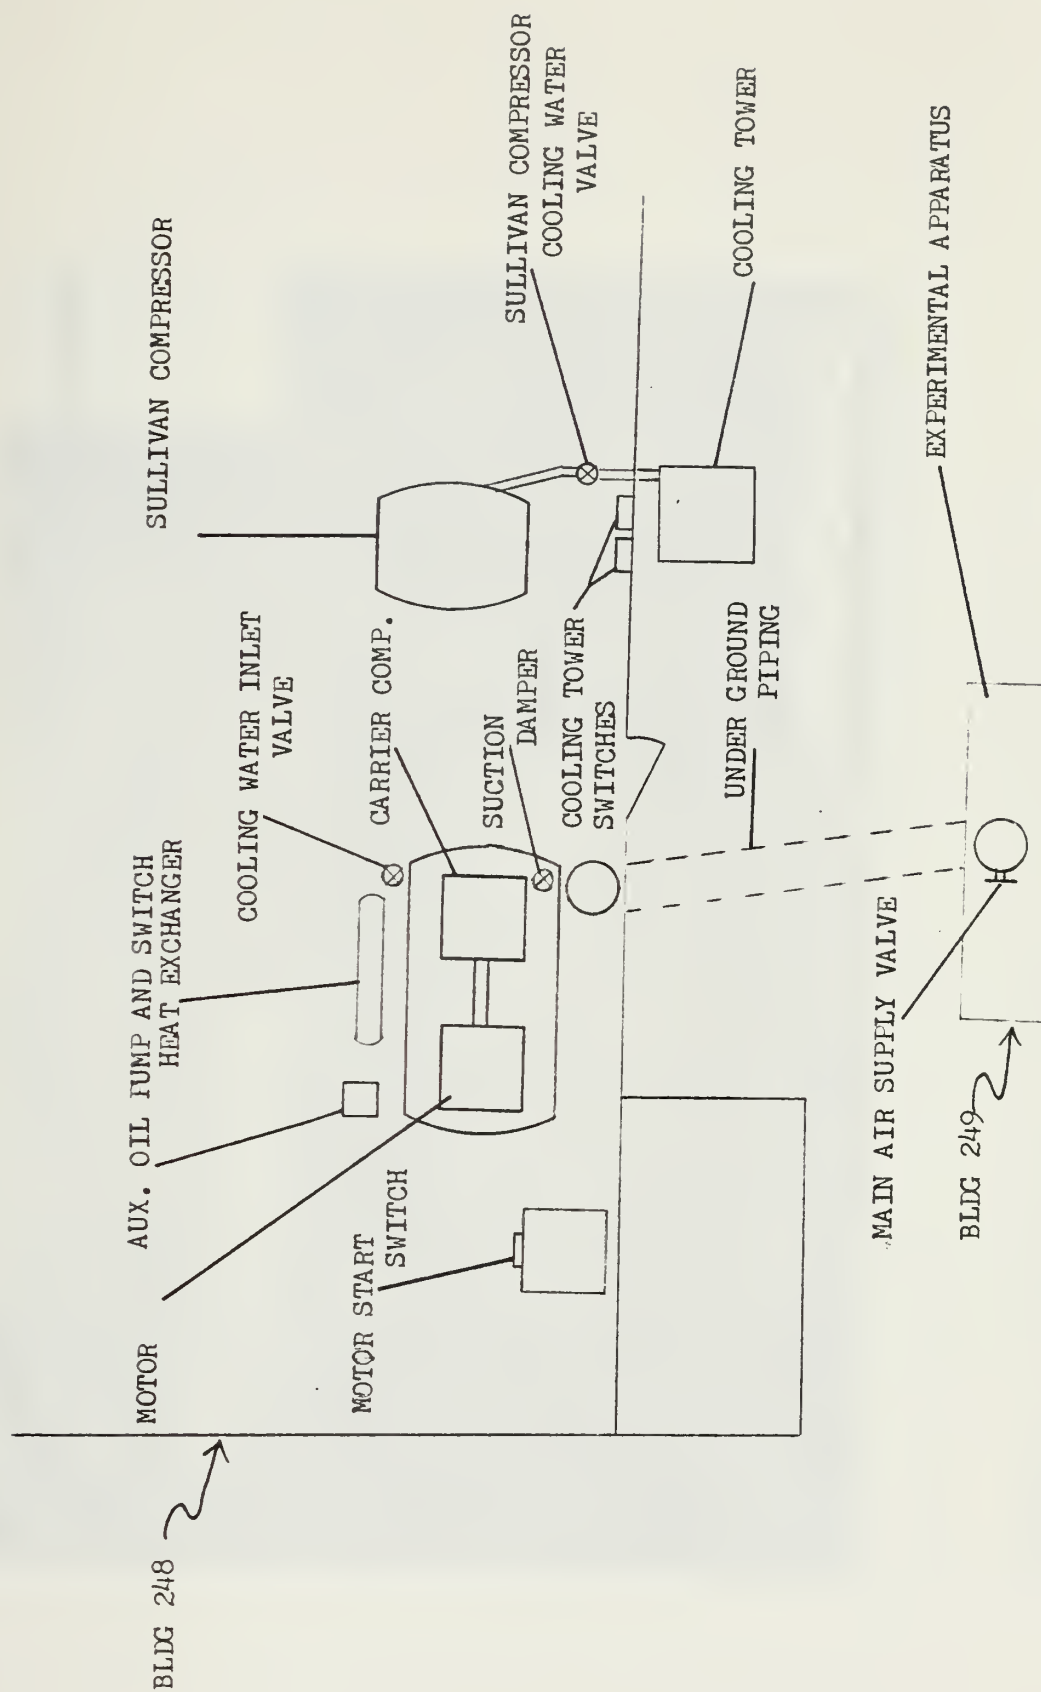 SULLIVAN COMPRESSOR
AUX. OIL PUMP AND SWITCH
HEAT EXCHANGER
MOTOR
COOLING WATER INLET
VALVE
CARRIER COMP.
SULLIVAN COMPRESSOR
COOLING WATER
VALVE
BLDG 248
MOTOR START
SWITCH
SUCTION
DAMPER
COOLING TOWER
SWITCHES
COOLING TOWER
UNDER GROUND
PIPING
MAIN AIR SUPPLY VALVE
EXPERIMENTAL APPARATUS
BLDG 249